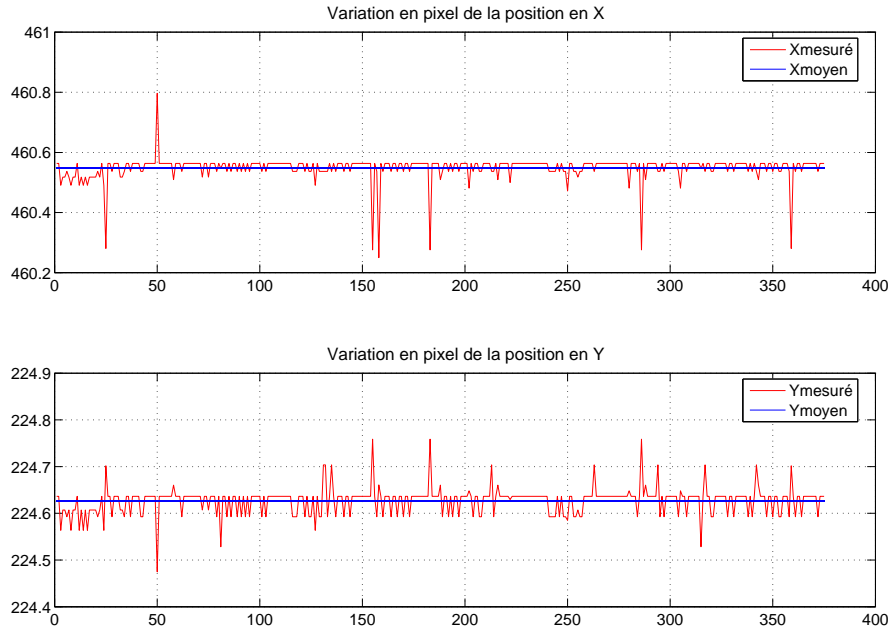 Variation en pixel de la position en X
461
460.8
460.6
460.4
460.2
0 50 100 150 200 250 300 350 400
Xmesuré
Xmoyen
Variation en pixel de la position en Y
224.9
224.8
224.7
224.6
224.5
224.4
0 50 100 150 200 250 300 350 400
Ymesuré
Ymoyen